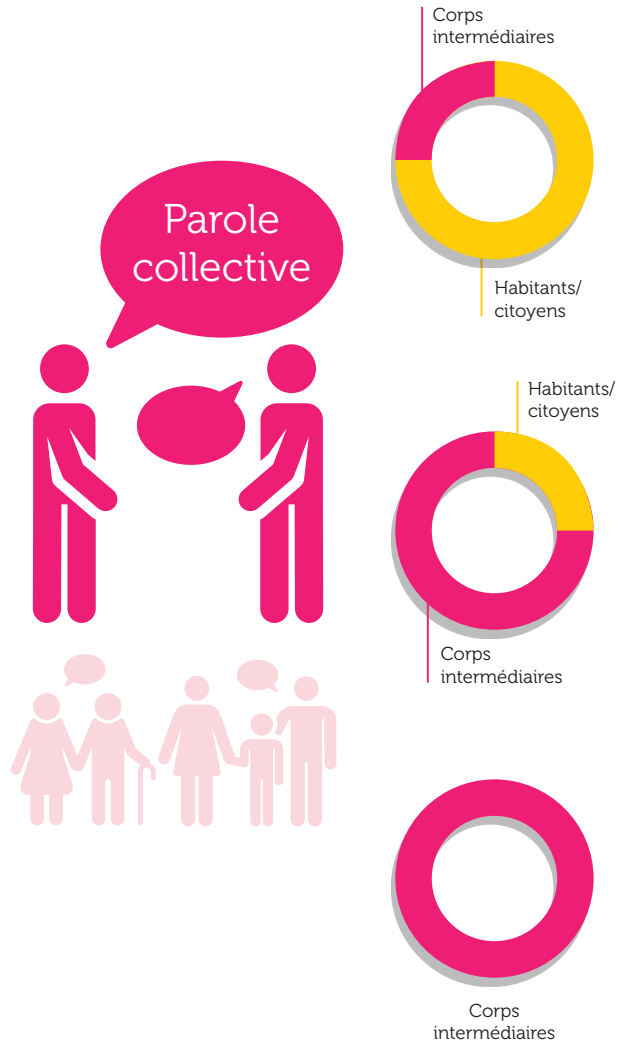 Corps
intermédiaires
Parole
collective
Habitants/
citoyens
Habitants/
citoyens
Corps
intermédiaires
Corps
intermédiaires